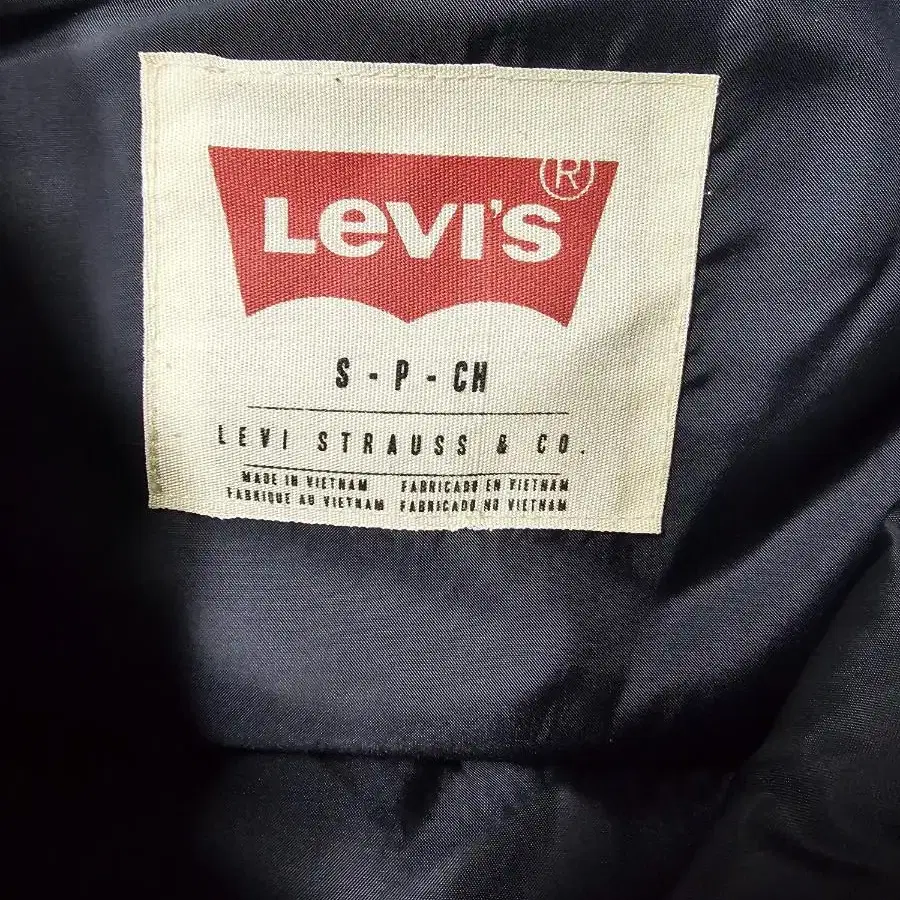 Levi's ®
S - P - CH
LEVI STRAUSS & CO.
MADE IN VIETNAM FABRICADO EN VIETNAM
FABRIQUE AU VIETNAM FABRICADO NO VIETNAM